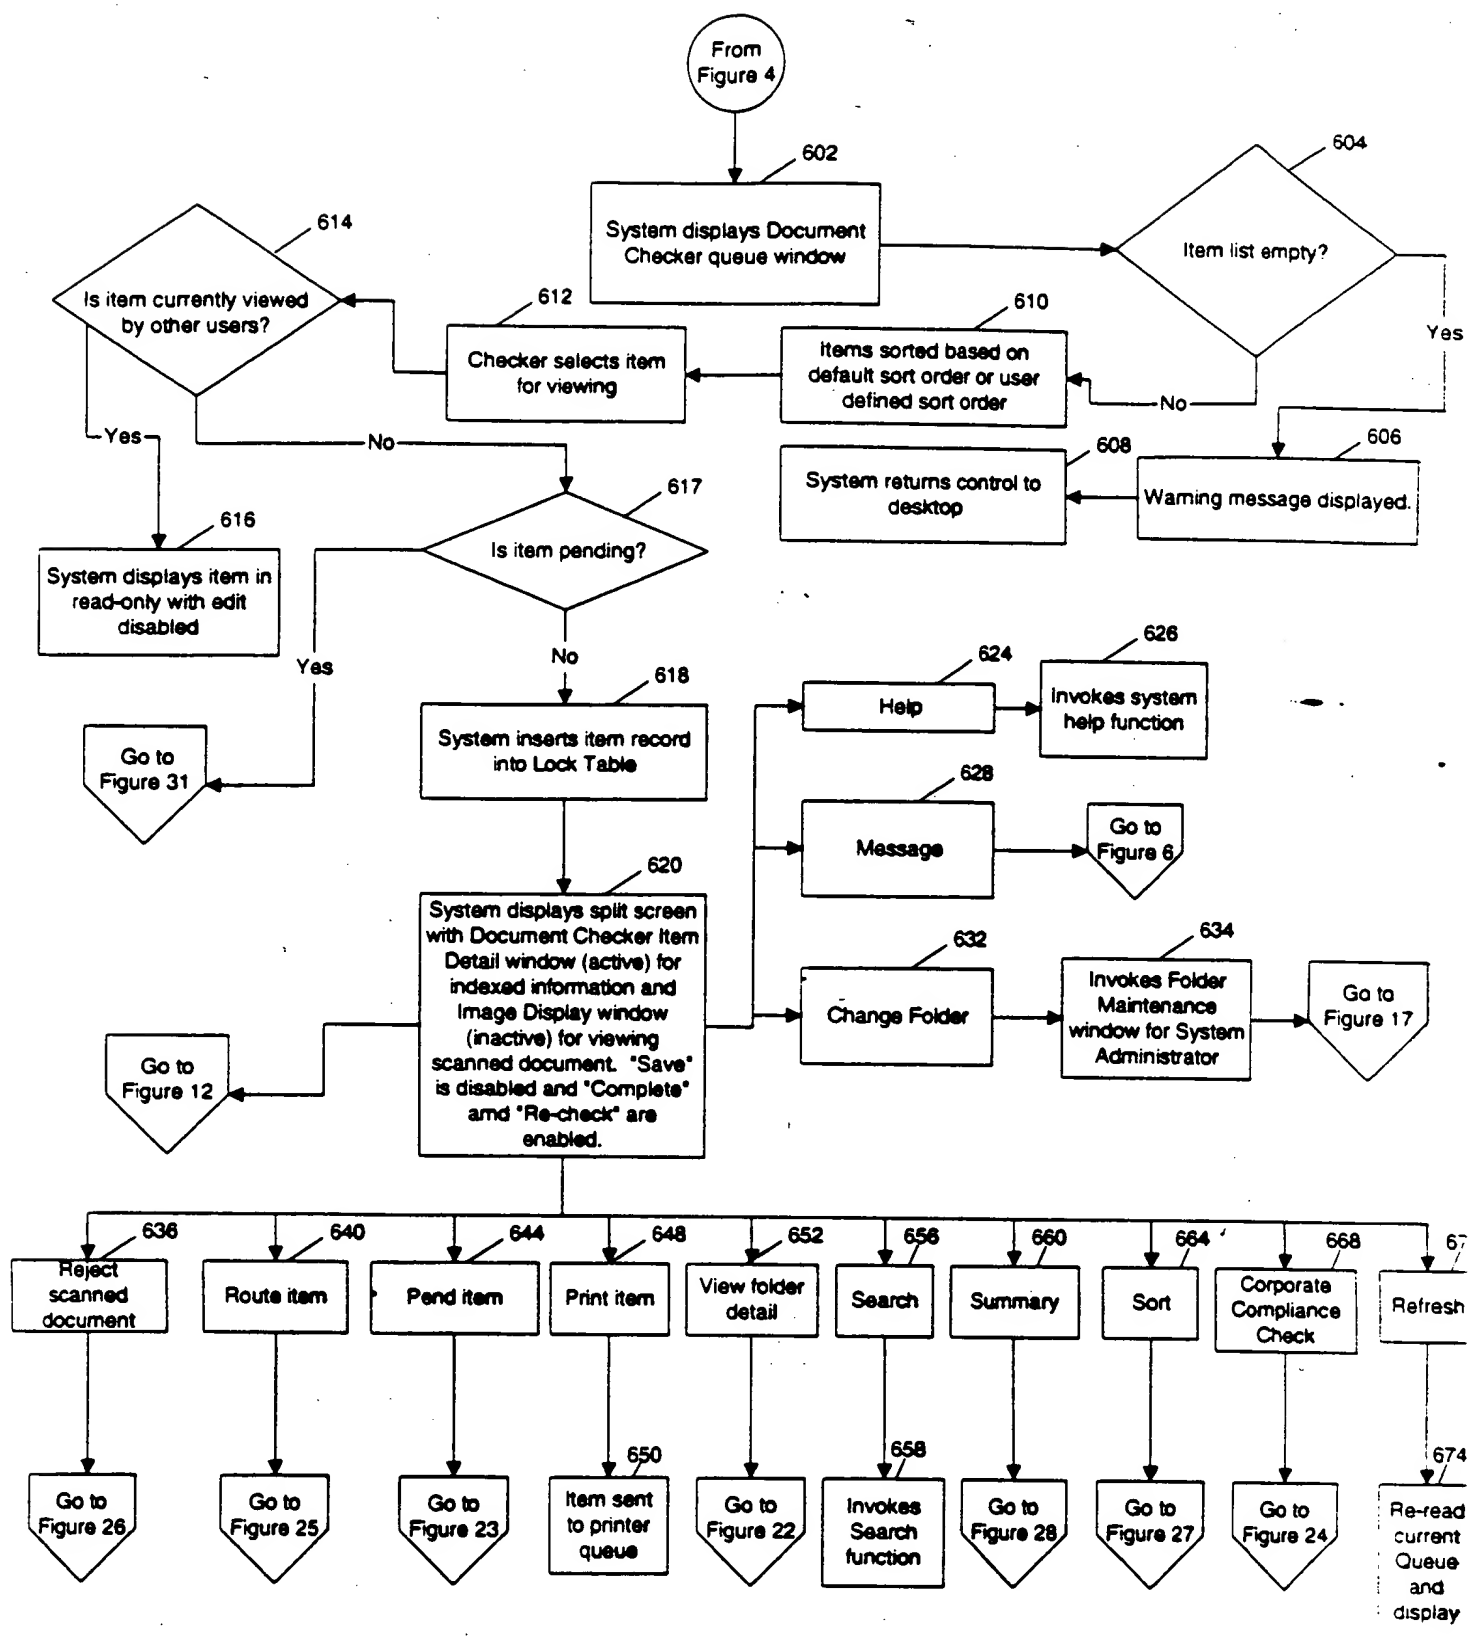 From
Figure 4
602
System displays Document
Checker queue window
604
Item list empty?
Yes
No
606
Warning message displayed.
608
System returns control to
desktop
610
Items sorted based on
default sort order or user
defined sort order
612
Checker selects item
for viewing
614
Is item currently viewed
by other users?
Yes
No
616
System displays item in
read-only with edit
disabled
617
Is item pending?
Yes
No
Go to
Figure 31
618
System inserts item record
into Lock Table
620
System displays split screen
with Document Checker Item
Detail window (active) for
indexed information and
Image Display window
(inactive) for viewing
scanned document. "Save"
is disabled and "Complete"
amd "Re-check" are
enabled.
Go to
Figure 12
624
Help
626
Invokes system
help function
628
Message
Go to
Figure 6
632
Change Folder
634
Invokes Folder
Maintenance
window for System
Administrator
Go to
Figure 17
636
Reject
scanned
document
Go to
Figure 26
640
Route item
Go to
Figure 25
644
Pend item
Go to
Figure 23
648
Print item
650
Item sent
to printer
queue
652
View folder
detail
Go to
Figure 22
656
Search
658
Invokes
Search
function
660
Summary
Go to
Figure 28
664
Sort
Go to
Figure 27
668
Corporate
Compliance
Check
Go to
Figure 24
Refresh
674
Re-read
current
Queue
and
display